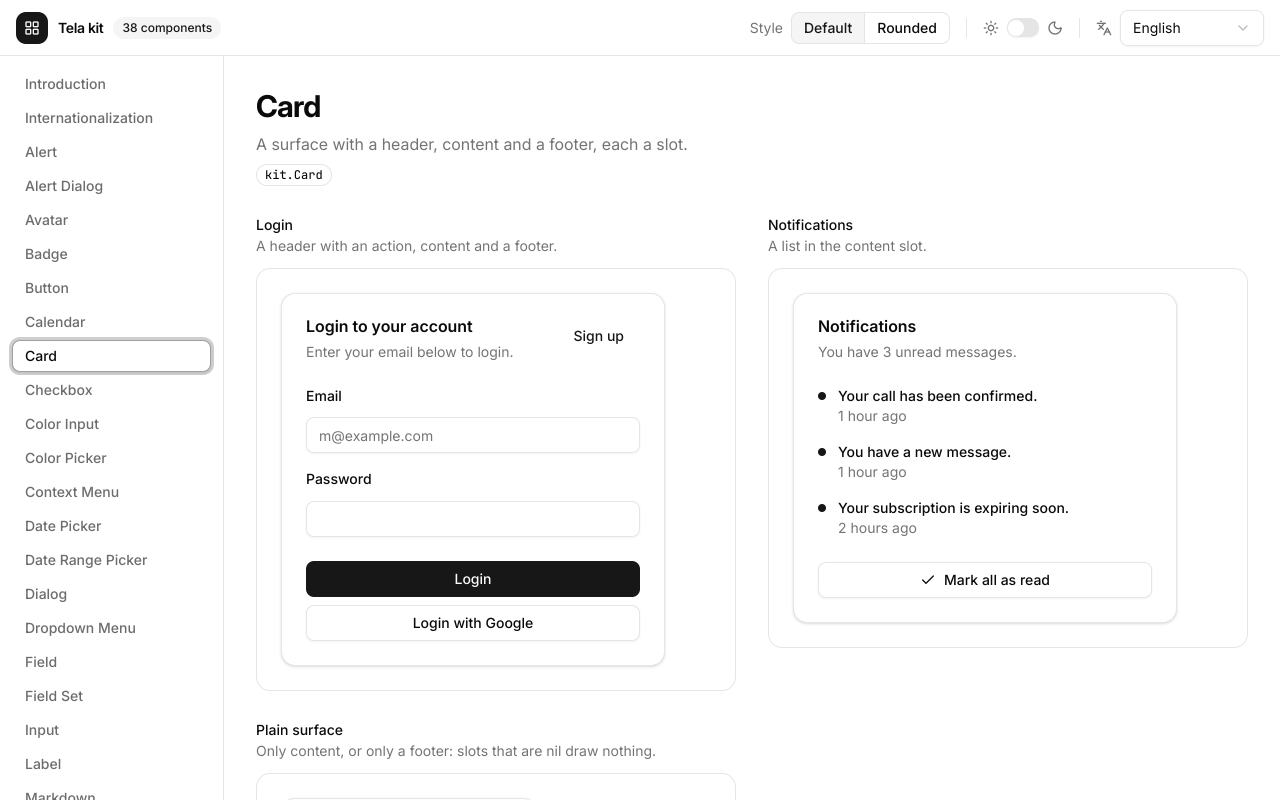 Tela kit
38 components
Style
Default
Rounded
English
Introduction
Internationalization
Alert
Alert Dialog
Avatar
Badge
Button
Calendar
Card
Checkbox
Color Input
Color Picker
Context Menu
Date Picker
Date Range Picker
Dialog
Dropdown Menu
Field
Field Set
Input
Label
Markdown
Card
A surface with a header, content and a footer, each a slot.
kit.Card
Login
A header with an action, content and a footer.
Login to your account
Enter your email below to login.
Sign up
Email
m@example.com
Password
Login
Login with Google
Notifications
A list in the content slot.
Notifications
You have 3 unread messages.
Your call has been confirmed.
1 hour ago
You have a new message.
1 hour ago
Your subscription is expiring soon.
2 hours ago
Mark all as read
Plain surface
Only content, or only a footer: slots that are nil draw nothing.